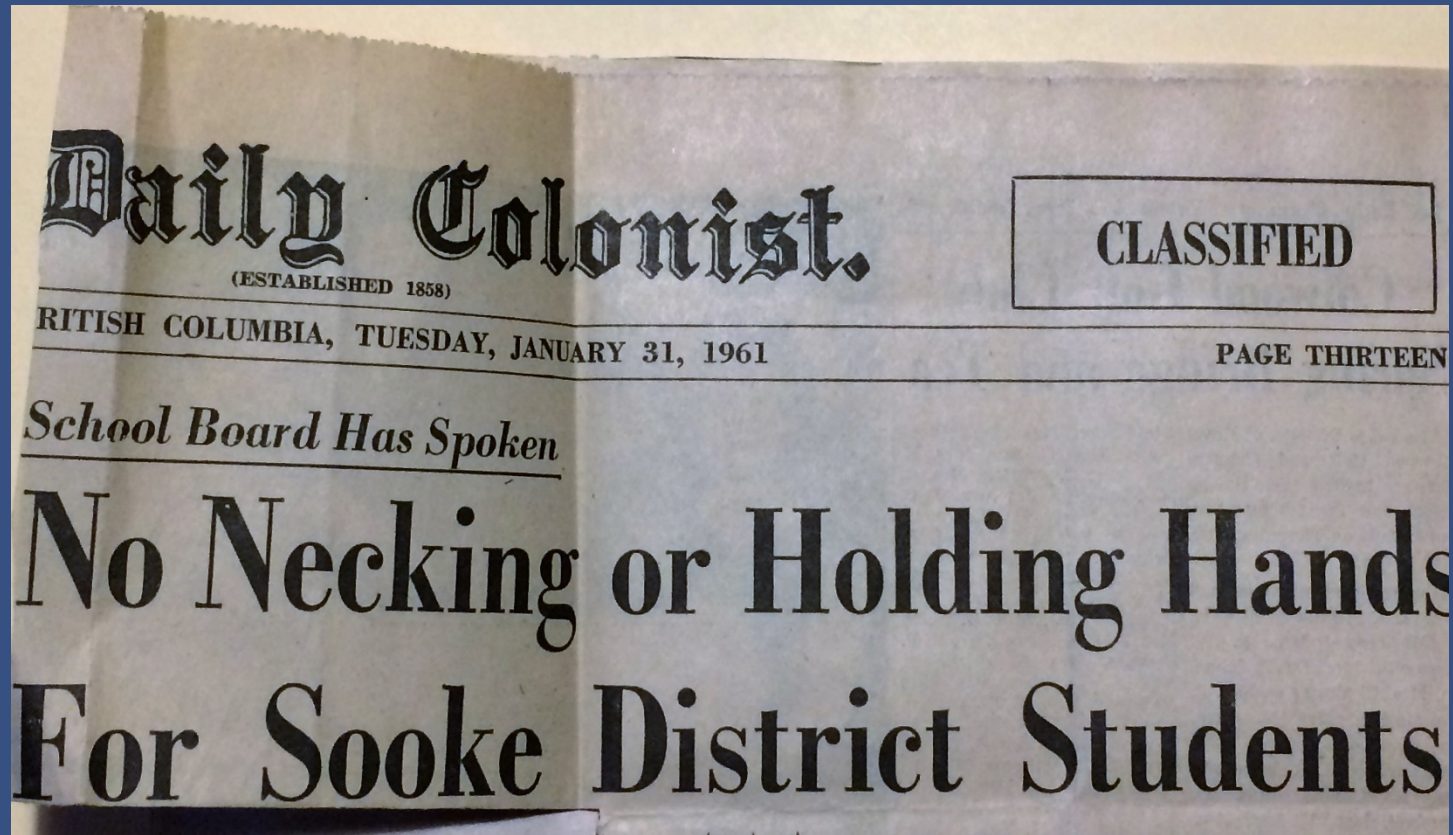 Daily Colonist.
CLASSIFIED
(ESTABLISHED 1858)
RITISH COLUMBIA, TUESDAY, JANUARY 31, 1961 PAGE THIRTEEN
School Board Has Spoken
No Necking or Holding Hands
For Sooke District Students